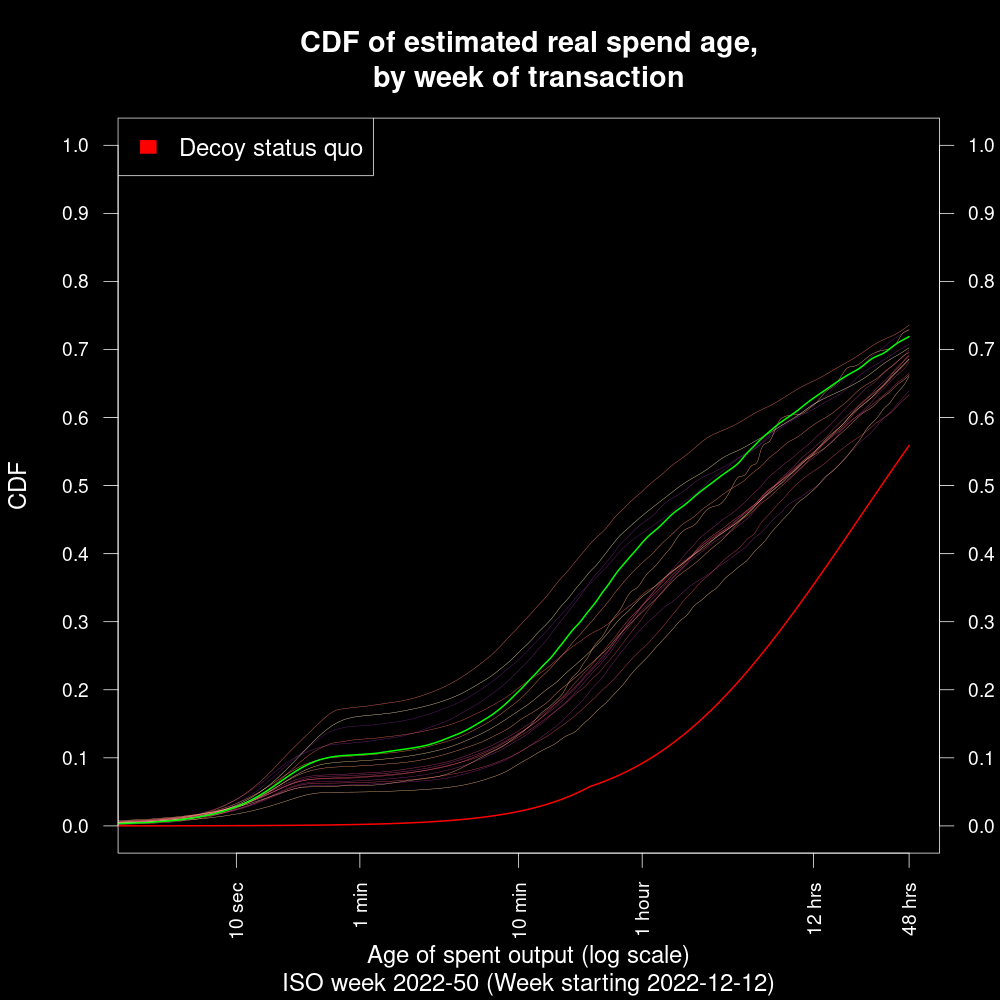 CDF of estimated real spend age,
by week of transaction
Decoy status quo
1.0 1.0
0.9 0.9
0.8 0.8
0.7 0.7
0.6 0.6
0.5 0.5
0.4 0.4
0.3 0.3
0.2 0.2
0.1 0.1
0.0 0.0
CDF
10 sec 1 min 10 min 1 hour 12 hrs 48 hrs
Age of spent output (log scale)
ISO week 2022-50 (Week starting 2022-12-12)